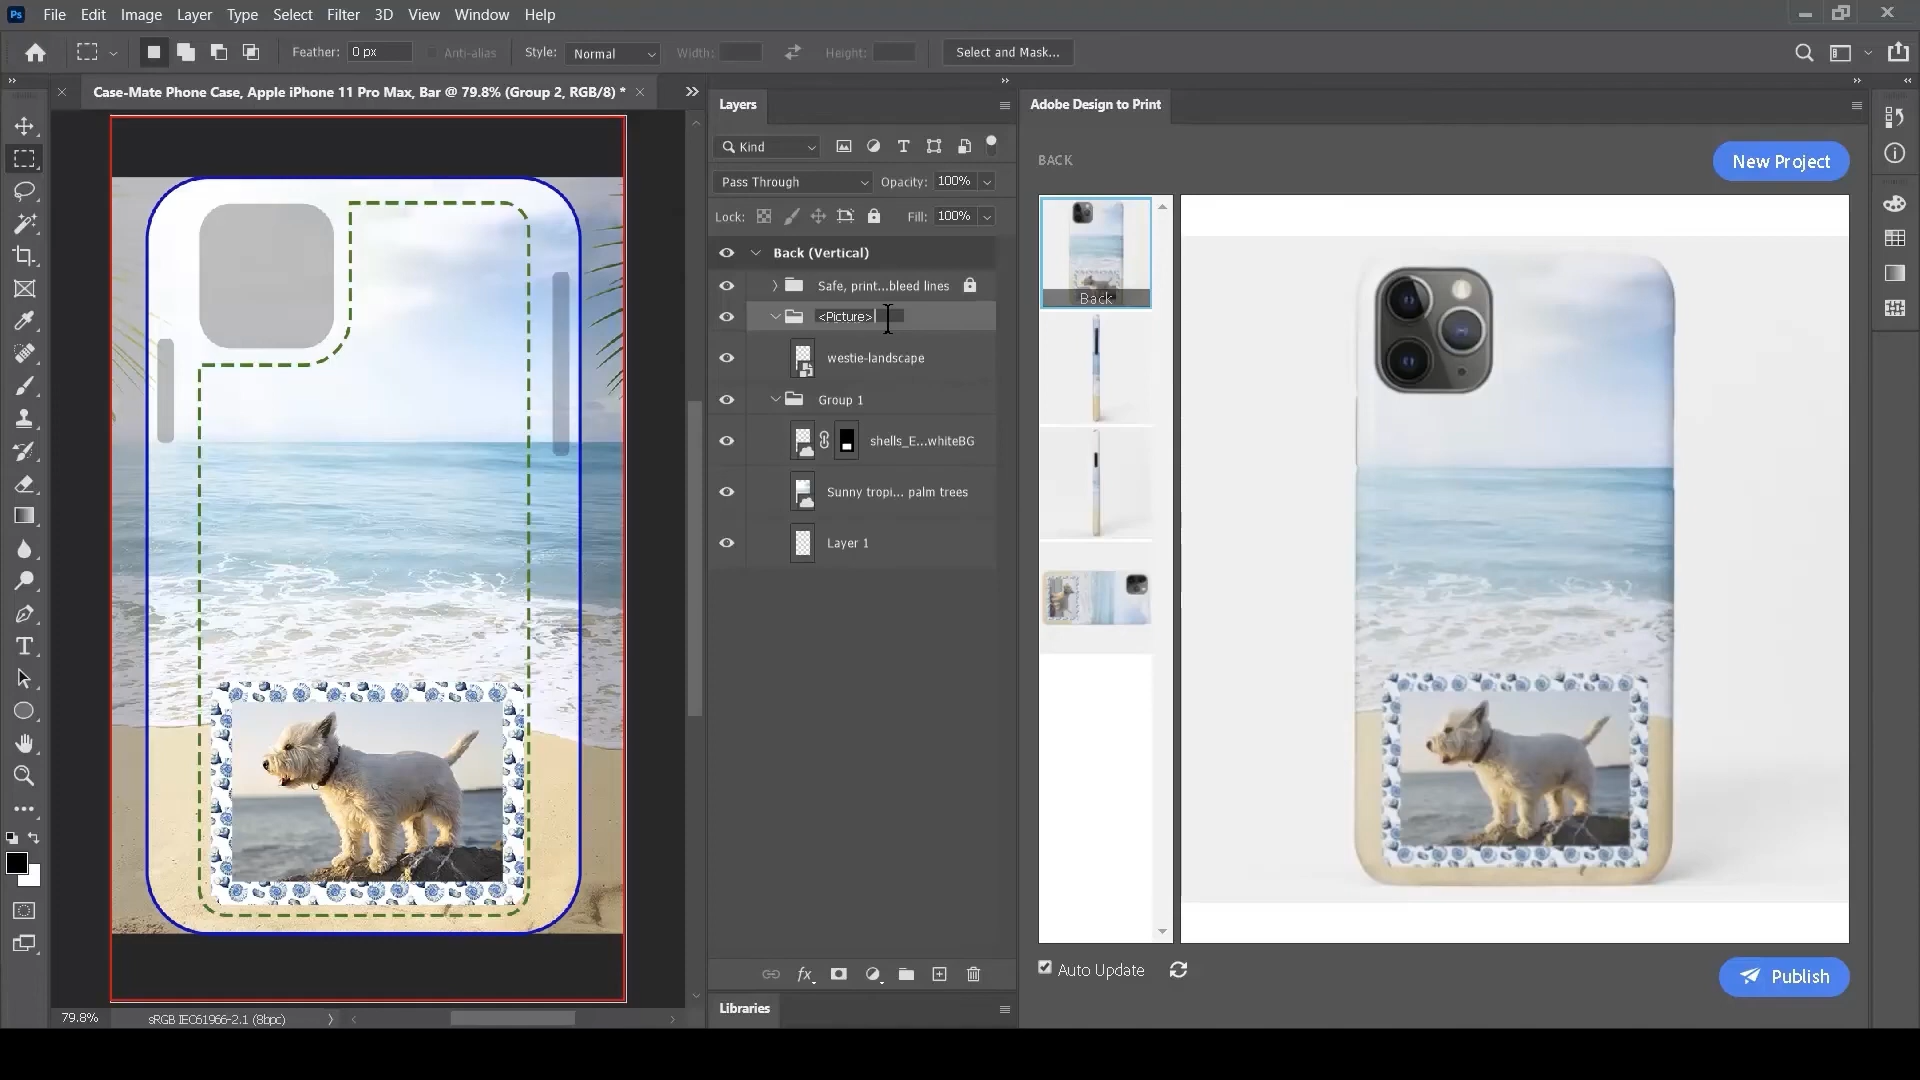 Ps File Edit Image Layer Type Select Filter 3D View Window Help
Feather: 0 px Anti-alias Style: Normal Width: Height: Select and Mask...
Case-Mate Phone Case, Apple iPhone 11 Pro Max, Bar @ 79.8% (Group 2, RGB/8) *
Layers
Kind
Pass Through Opacity: 100%
Lock: Fill: 100%
Back (Vertical)
Safe, print...bleed lines
<Picture>
westie-landscape
Group 1
shells_E...whiteBG
Sunny tropi... palm trees
Layer 1
Libraries
79.8% sRGB IEC61966-2.1 (8bpc)
Adobe Design to Print
BACK
New Project
Back
Auto Update
Publish